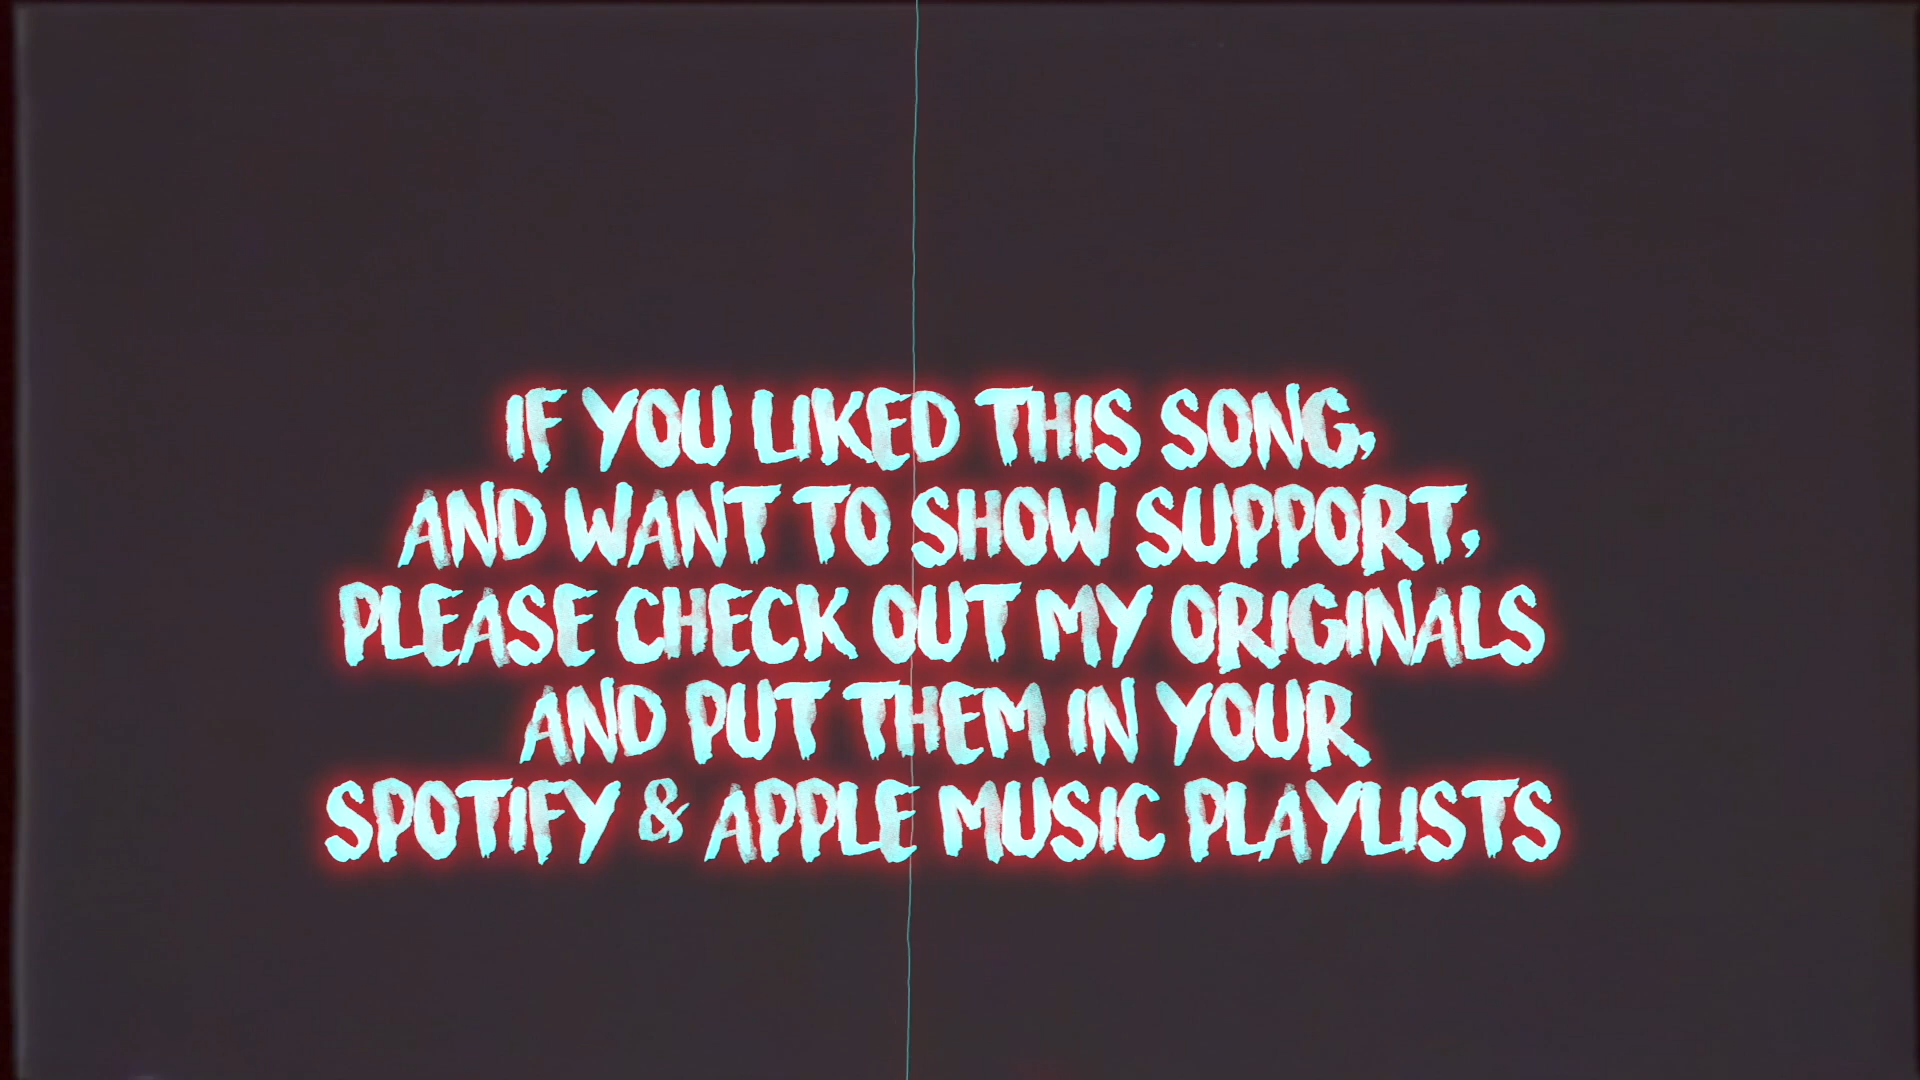 IF YOU LIKED THIS SONG,
AND WANT TO SHOW SUPPORT,
PLEASE CHECK OUT MY ORIGINALS
AND PUT THEM IN YOUR
SPOTIFY & APPLE MUSIC PLAYLISTS